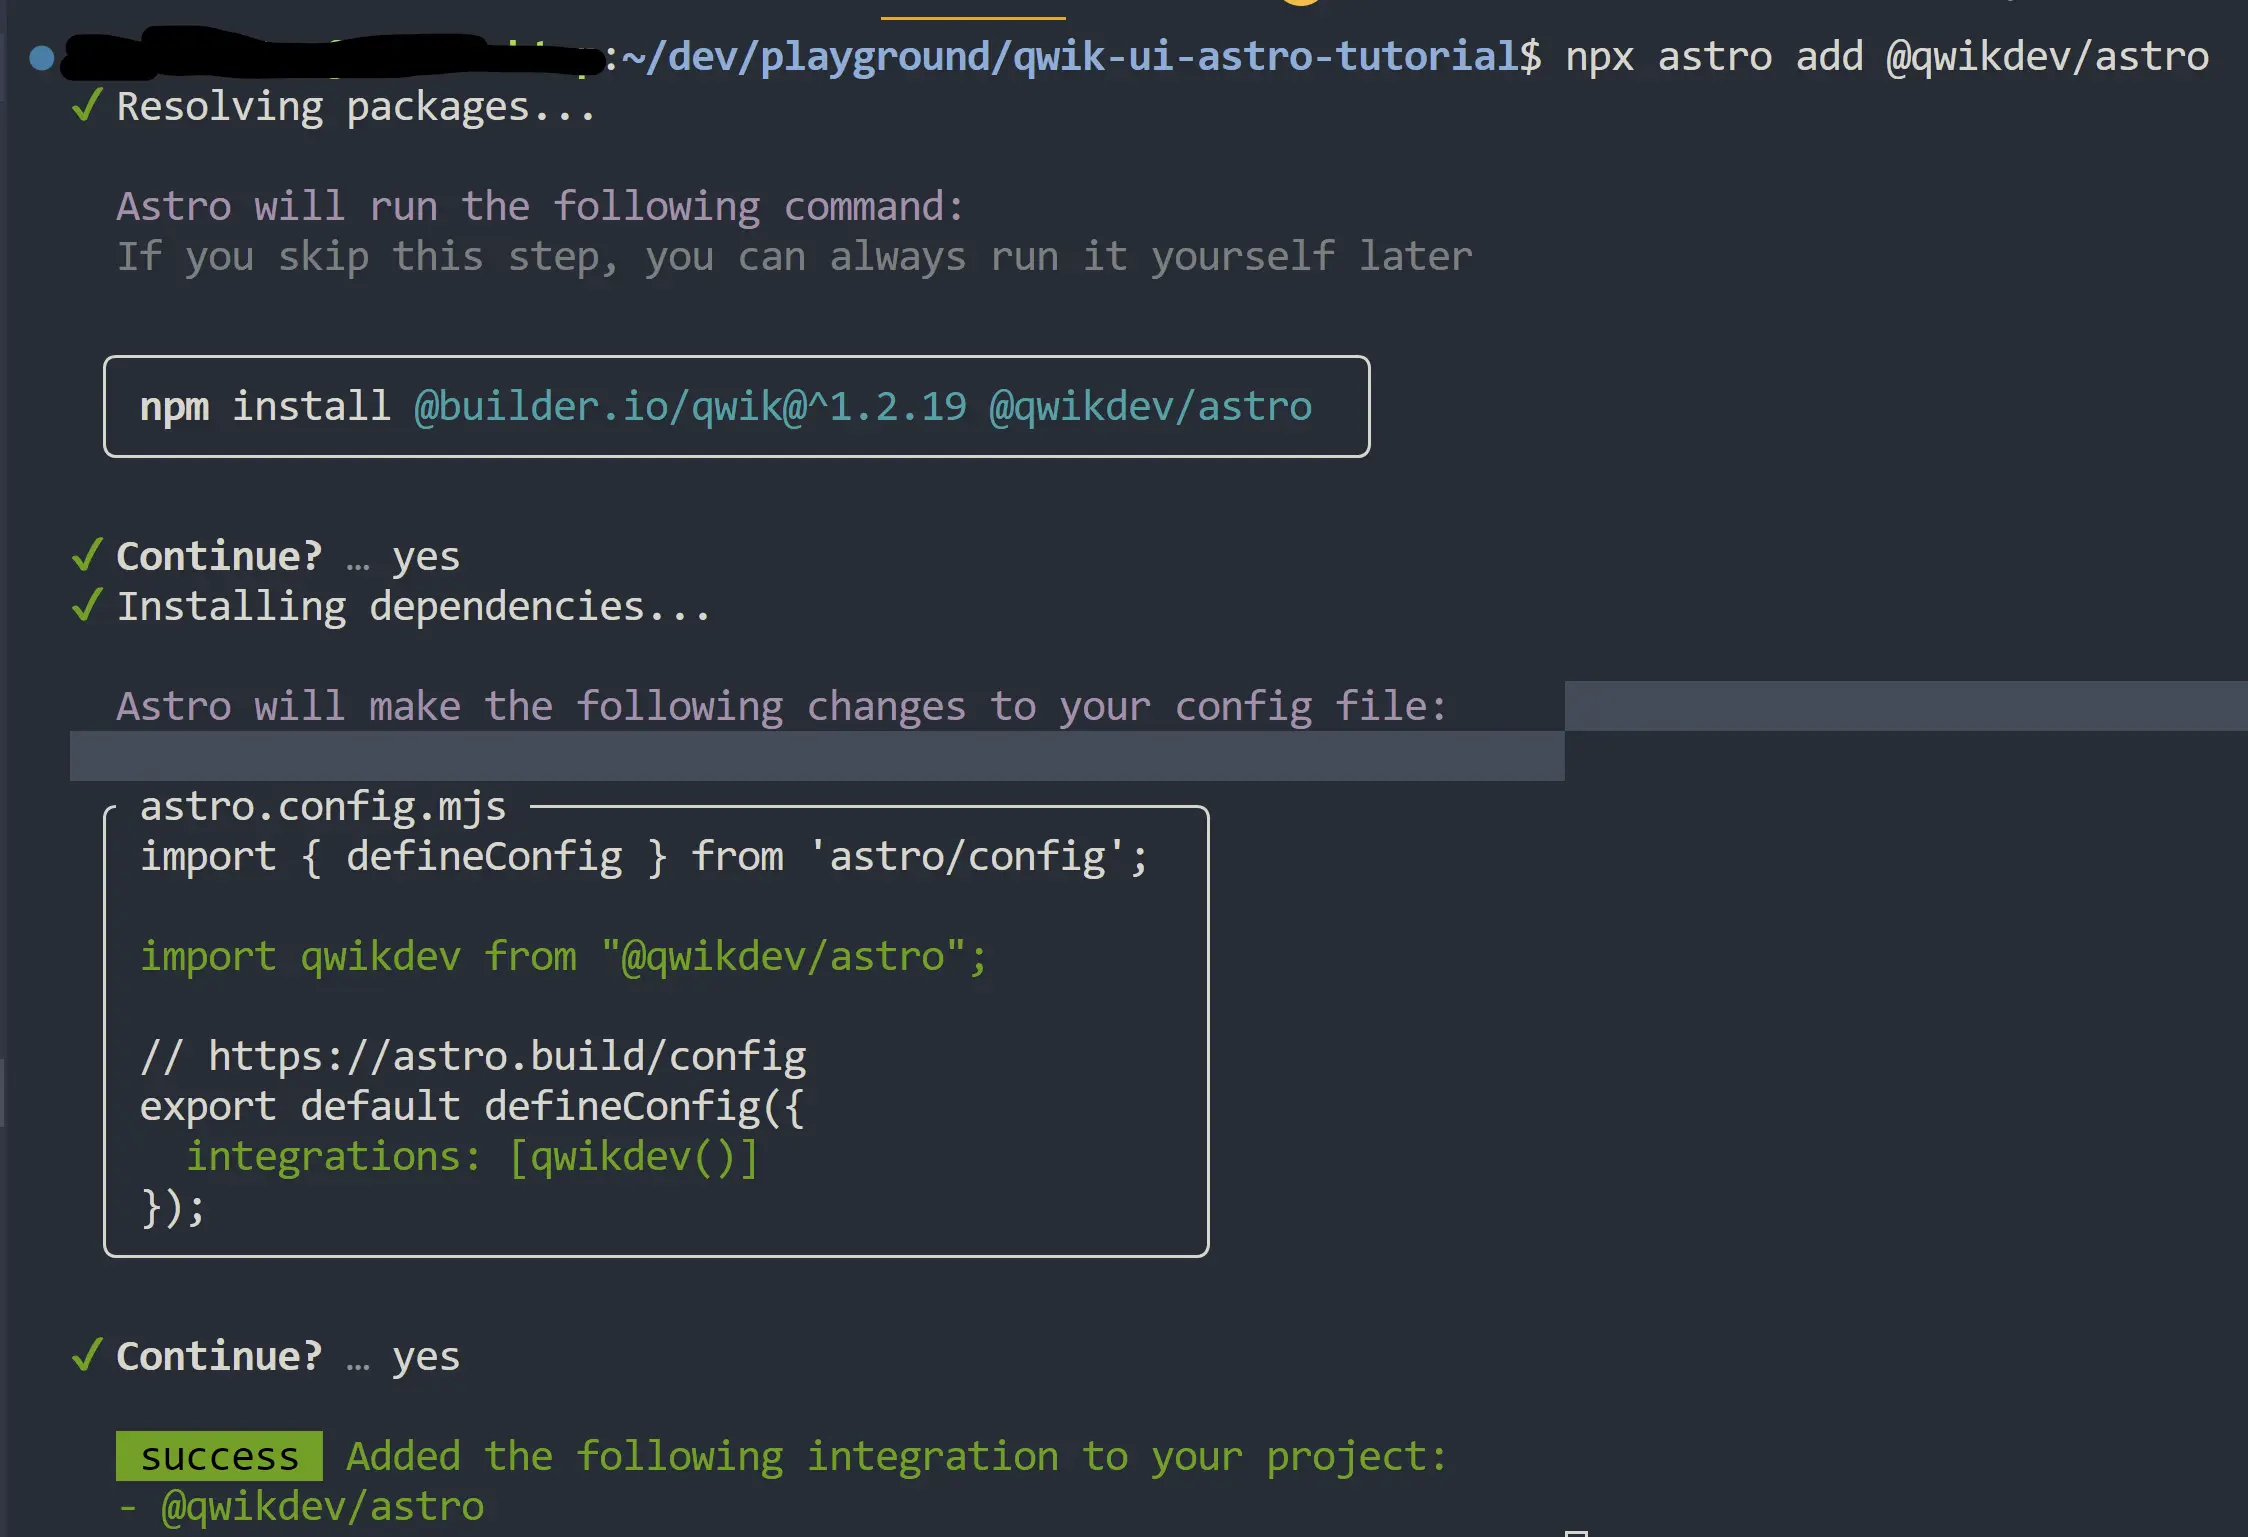 :~/dev/playground/qwik-ui-astro-tutorial$ npx astro add @qwikdev/astro
✔ Resolving packages...
Astro will run the following command:
If you skip this step, you can always run it yourself later
npm install @builder.io/qwik@^1.2.19 @qwikdev/astro
✔ Continue? … yes
✔ Installing dependencies...
Astro will make the following changes to your config file:
astro.config.mjs
import { defineConfig } from 'astro/config';
import qwikdev from "@qwikdev/astro";
// https://astro.build/config
export default defineConfig({
  integrations: [qwikdev()]
});
✔ Continue? … yes
success Added the following integration to your project:
- @qwikdev/astro